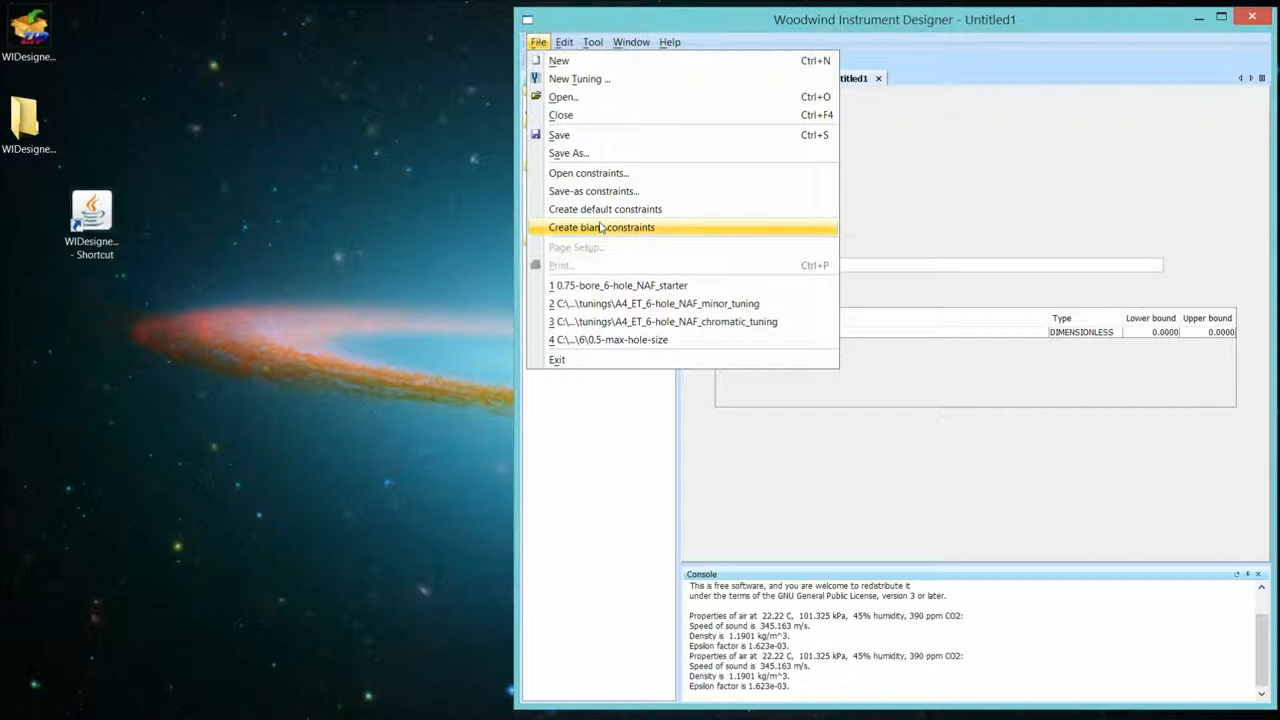 WIDesigne...
WIDesigne...
WIDesigne...
- Shortcut
Woodwind Instrument Designer - Untitled1
File Edit Tool Window Help
New Ctrl+N
New Tuning ...
Open... Ctrl+O
Close Ctrl+F4
Save Ctrl+S
Save As...
Open constraints...
Save-as constraints...
Create default constraints
Create blank constraints
Page Setup...
Print... Ctrl+P
1 0.75-bore_6-hole_NAF_starter
2 C:\...\tunings\A4_ET_6-hole_NAF_minor_tuning
3 C:\...\tunings\A4_ET_6-hole_NAF_chromatic_tuning
4 C:\...\6\0.5-max-hole-size
Exit
titled1
Type Lower bound Upper bound
DIMENSIONLESS 0.0000 0.0000
Console
This is free software, and you are welcome to redistribute it
under the terms of the GNU General Public License, version 3 or later.
Properties of air at 22.22 C, 101.325 kPa, 45% humidity, 390 ppm CO2:
Speed of sound is 345.163 m/s.
Density is 1.1901 kg/m^3.
Epsilon factor is 1.623e-03.
Properties of air at 22.22 C, 101.325 kPa, 45% humidity, 390 ppm CO2:
Speed of sound is 345.163 m/s.
Density is 1.1901 kg/m^3.
Epsilon factor is 1.623e-03.